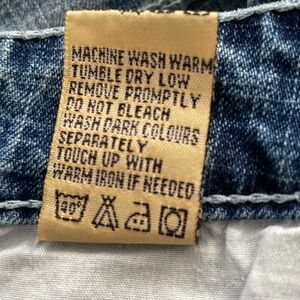 MACHINE WASH WARM
TUMBLE DRY LOW
REMOVE PROMPTLY
DO NOT BLEACH
WASH DARK COLOURS
SEPARATELY
TOUCH UP WITH
WARM IRON IF NEEDED
40°